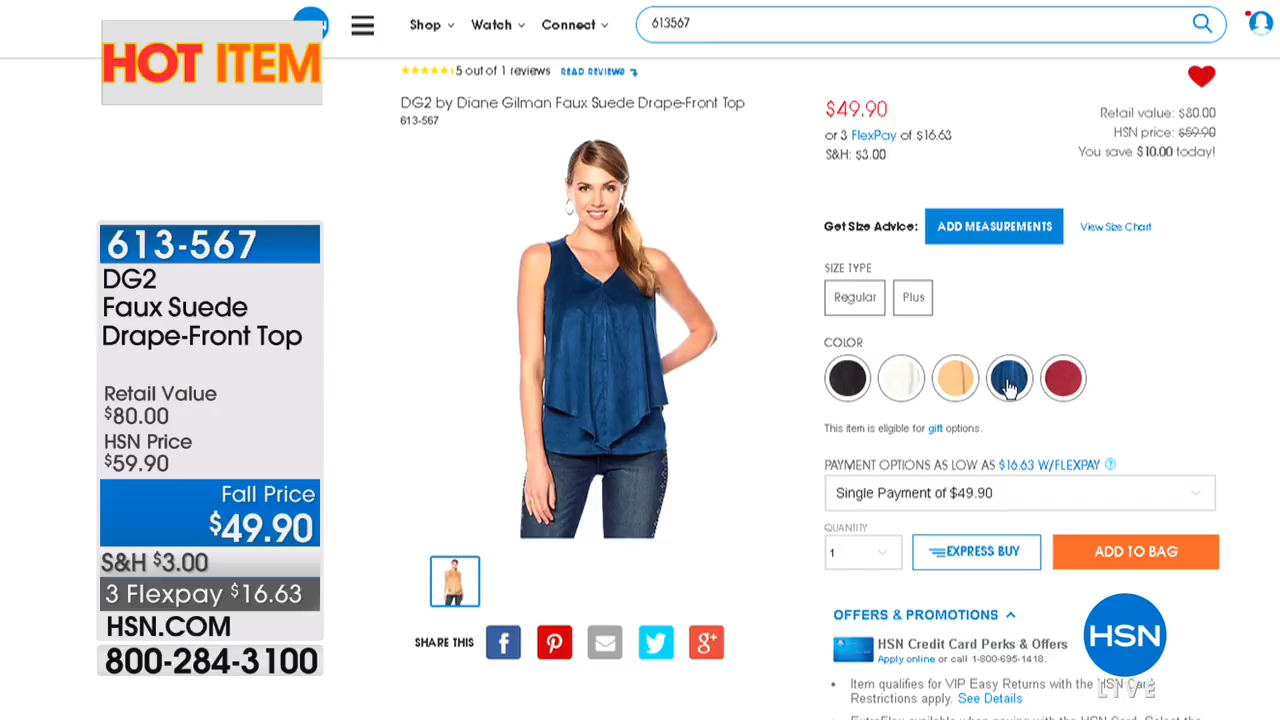 HOT ITEM
Shop
Watch
Connect
613567
5 out of 1 reviews READ REVIEWS
DG2 by Diane Gilman Faux Suede Drape-Front Top
613-567
$49.90
or 3 FlexPay of $16.63
S&H: $3.00
Retail value: $80.00
HSN price: $59.90
You save $10.00 today!
Get Size Advice: ADD MEASUREMENTS View Size Chart
SIZE TYPE
Regular Plus
COLOR
This item is eligible for gift options.
PAYMENT OPTIONS AS LOW AS $16.63 W/FLEXPAY ?
Single Payment of $49.90
QUANTITY
1 EXPRESS BUY ADD TO BAG
OFFERS & PROMOTIONS
HSN Credit Card Perks & Offers
Apply online or call 1-800-695-1418.
Item qualifies for VIP Easy Returns with the HSN Card.
Restrictions apply. See Details
SHARE THIS
613-567
DG2
Faux Suede
Drape-Front Top
Retail Value
$80.00
HSN Price
$59.90
Fall Price
$49.90
S&H $3.00
3 Flexpay $16.63
HSN.COM
800-284-3100
HSN
LIVE